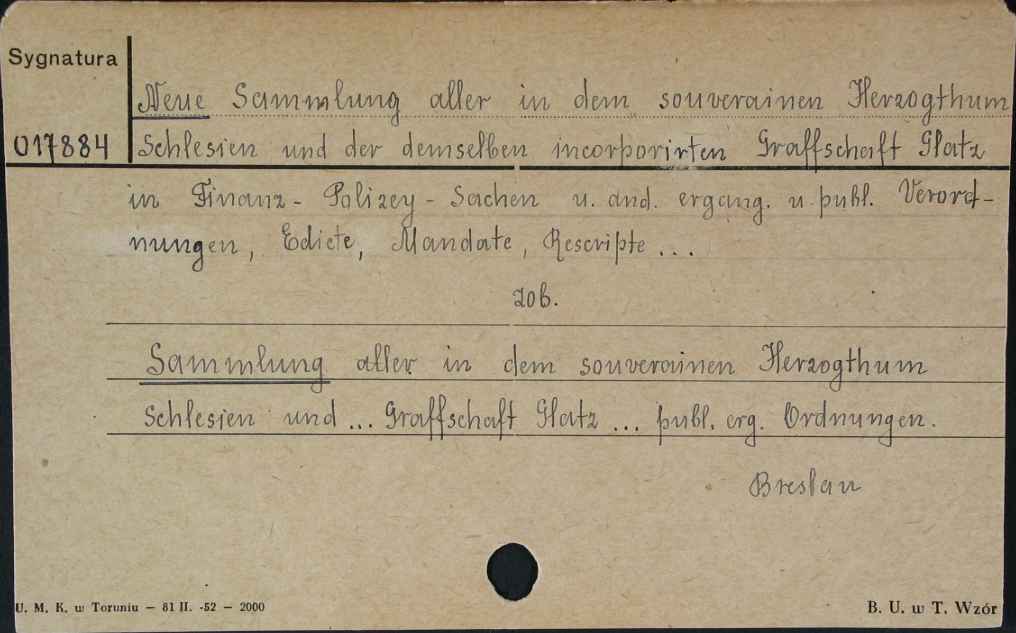 Sygnatura
Neue Sammlung aller in dem souverainen Herzogthum
017884 Schlesien und der demselben incorporirten Graffschaft Glatz
in Finanz- Polizey- Sachen u. and. ergang. u. publ. Verord-
nungen, Ediete, Mandate, Rescripte ...
zob.
Sammlung aller in dem souverainen Herzogthum
Schlesien und ... Graffschaft Glatz ... publ. erg. Ordnungen.
Breslau
U. M. K. w Toruniu — 81 II. -52 — 2000
B. U. w T. Wzór